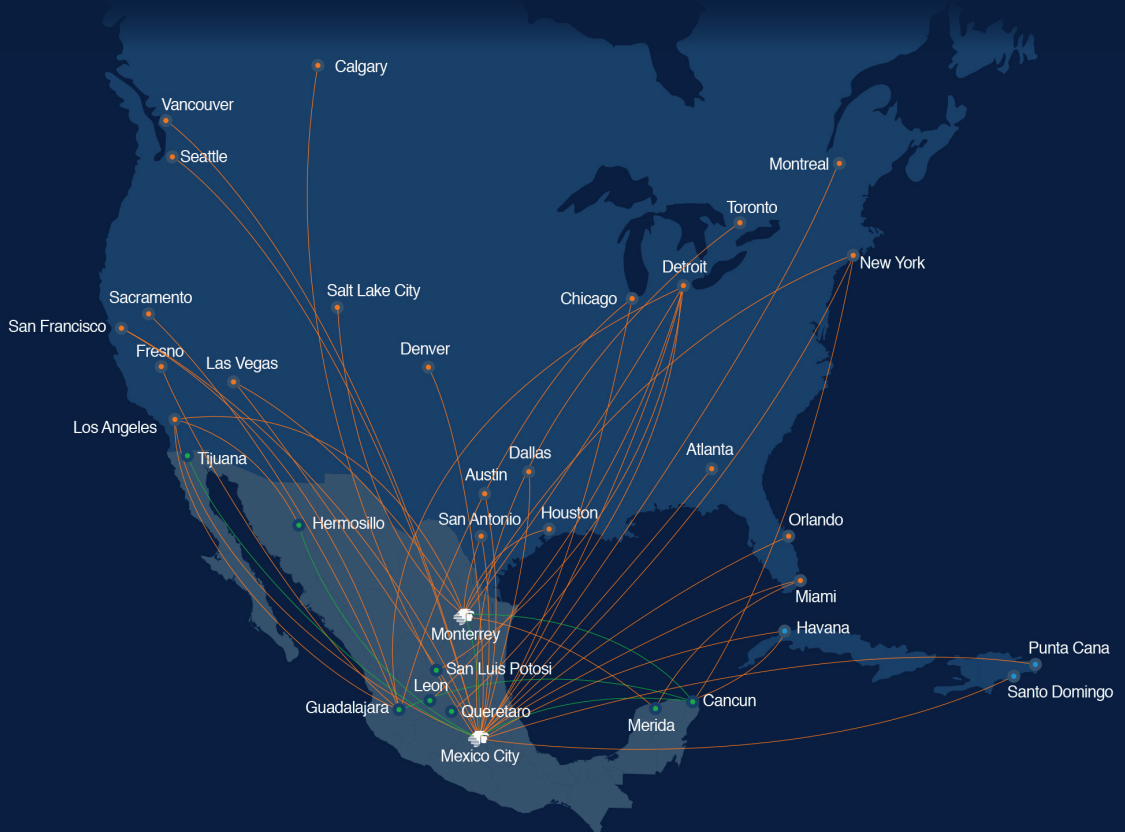 Calgary
Vancouver
Seattle
Montreal
Toronto
New York
Detroit
Salt Lake City
Sacramento
Chicago
San Francisco
Fresno
Denver
Las Vegas
Los Angeles
Tijuana
Atlanta
Dallas
Austin
Houston
San Antonio
Hermosillo
Orlando
Miami
Havana
Monterrey
Punta Cana
San Luis Potosi
Leon
Santo Domingo
Guadalajara
Queretaro
Cancun
Merida
Mexico City